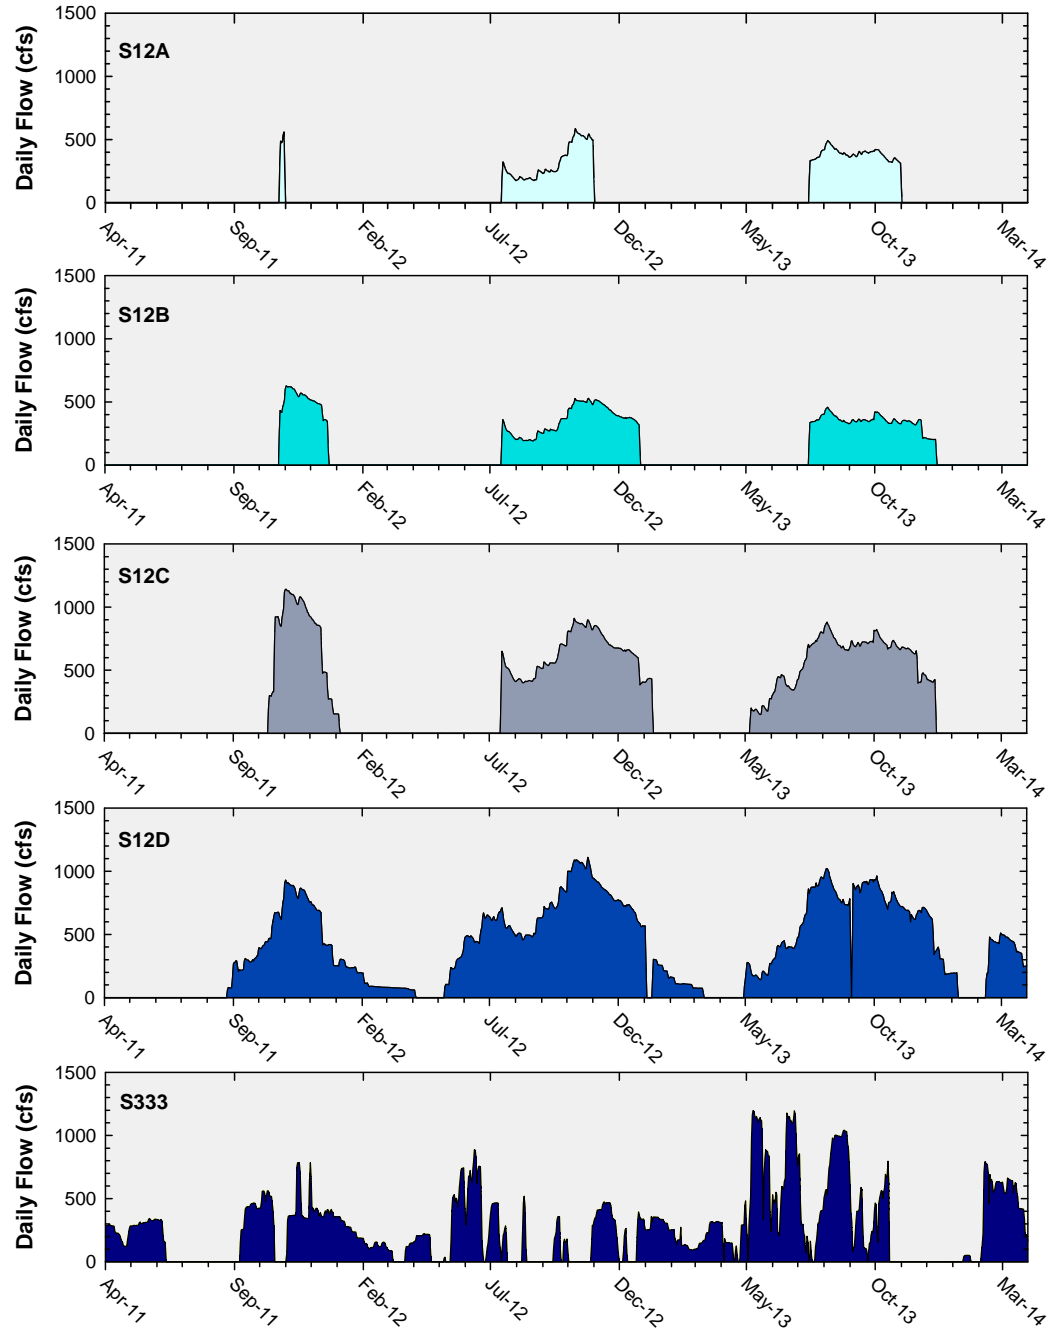 1500
S12A
1000
500
0
Daily Flow (cfs)
Apr-11 Sep-11 Feb-12 Jul-12 Dec-12 May-13 Oct-13 Mar-14
1500
S12B
1000
500
0
Daily Flow (cfs)
Apr-11 Sep-11 Feb-12 Jul-12 Dec-12 May-13 Oct-13 Mar-14
1500
S12C
1000
500
0
Daily Flow (cfs)
Apr-11 Sep-11 Feb-12 Jul-12 Dec-12 May-13 Oct-13 Mar-14
1500
S12D
1000
500
0
Daily Flow (cfs)
Apr-11 Sep-11 Feb-12 Jul-12 Dec-12 May-13 Oct-13 Mar-14
1500
S333
1000
500
0
Daily Flow (cfs)
Apr-11 Sep-11 Feb-12 Jul-12 Dec-12 May-13 Oct-13 Mar-14